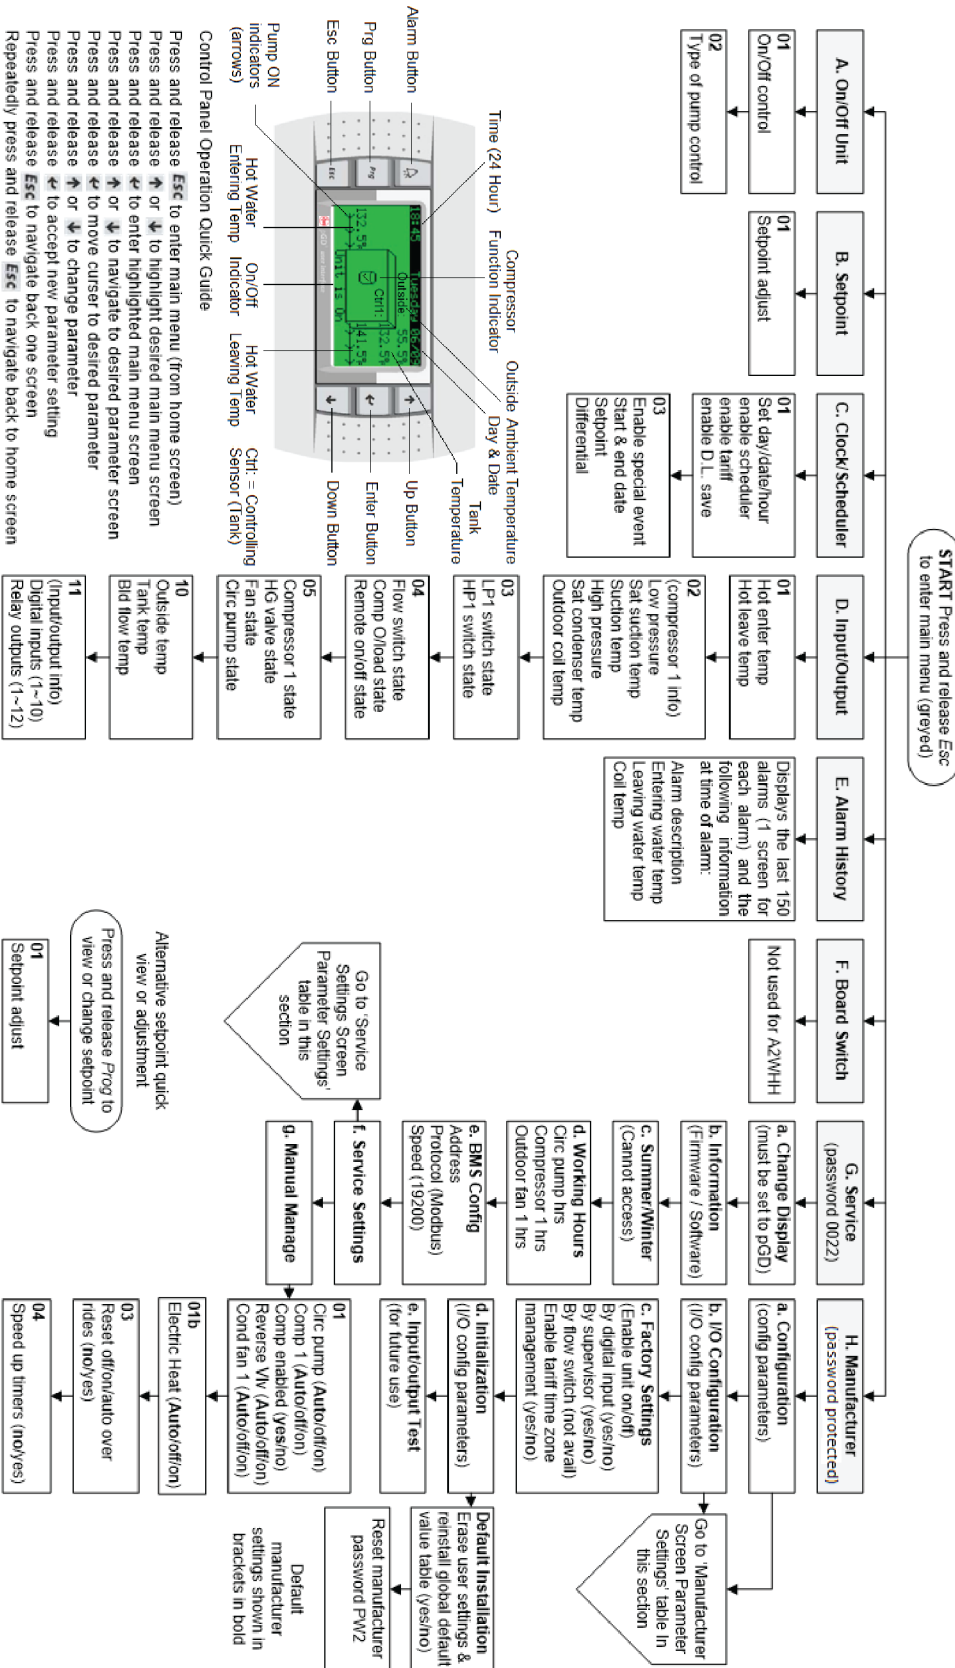 START Press and release Esc
to enter main menu (greyed)
A. On/Off Unit
01
On/Off control
02
Type of pump control
B. Setpoint
01
Setpoint adjust
C. Clock/Scheduler
01
Set day/date/hour
enable scheduler
enable tariff
enable D.L. save
03
Enable special event
Start & end date
Setpoint
Differential
D. Input/Output
01
Hot enter temp
Hot leave temp
02
(compressor 1 info)
Low pressure
Sat suction temp
Suction temp
High pressure
Sat condenser temp
Outdoor coil temp
03
LP1 switch state
HP1 switch state
04
Flow switch state
Comp O/load state
Remote on/off state
05
Compressor 1 state
HG valve state
Fan state
Circ pump state
10
Outside temp
Tank temp
Bld flow temp
11
(Input/output info)
Digital inputs (1~10)
Relay outputs (1~12)
E. Alarm History
Displays the last 150
alarms (1 screen for
each alarm) and the
following information
at time of alarm:
Alarm description
Entering water temp
Leaving water temp
Coil temp
F. Board Switch
Not used for A2WHH
G. Service
(password 0022)
a. Change Display
(must be set to pGD)
b. Information
(Firmware / Software)
c. Summer/Winter
(Cannot access)
d. Working Hours
Circ pump hrs
Compressor 1 hrs
Outdoor fan 1 hrs
e. BMS Config
Address
Protocol (Modbus)
Speed (19200)
f. Service Settings
g. Manual Manage
Go to 'Service
Settings Screen
Parameter Settings'
table in this
section
01
Circ pump (Auto/off/on)
Comp 1 (Auto/off/on)
Comp enabled (yes/no)
Reverse Vlv (Auto/off/on)
Cond fan 1 (Auto/off/on)
01b
Electric Heat (Auto/off/on)
03
Reset off/on/auto over
rides (no/yes)
04
Speed up timers (no/yes)
H. Manufacturer
(password protected)
a. Configuration
(config parameters)
b. I/O Configuration
(I/O config parameters)
c. Factory Settings
(Enable unit on/off)
By digital input (yes/no)
By supervisor (yes/no)
By flow switch (not avail)
Enable tariff time zone
management (yes/no)
d. Initialization
(I/O config parameters)
e. Input/output Test
(for future use)
Go to 'Manufacturer
Screen Parameter
Settings' table In
this section
Default Installation
Erase user settings &
reinstall global default
value table (yes/no)
Reset manufacturer
password PW2
Default
manufacturer
settings shown in
brackets in bold
Alternative setpoint quick
view or adjustment
Press and release Prog to
view or change setpoint
01
Setpoint adjust
Time (24 Hour)
Compressor
Function Indicator
Outside Ambient Temperature
Day & Date
Tank
Temperature
Alarm Button
Prg Button
Esc Button
Up Button
Enter Button
Down Button
Prg
Esc
18:45 Tuesday
Outside: 55.5°
Ctrl1: 132.5°
132.5° 141.5°
Unit is On
Pump ON
indicators
(arrows)
Hot Water
Entering Temp
On/Off
Indicator
Hot Water
Leaving Temp
Ctrl: = Controlling
Sensor (Tank)
Control Panel Operation Quick Guide
Press and release Esc to enter main menu (from home screen)
Press and release ↑ or ↓ to highlight desired main menu screen
Press and release ↵ to enter highlighted main menu screen
Press and release ↑ or ↓ to navigate to desired parameter screen
Press and release ↵ to move curser to desired parameter
Press and release ↑ or ↓ to change parameter
Press and release ↵ to accept new parameter setting
Press and release Esc to navigate back one screen
Repeatedly press and release Esc to navigate back to home screen